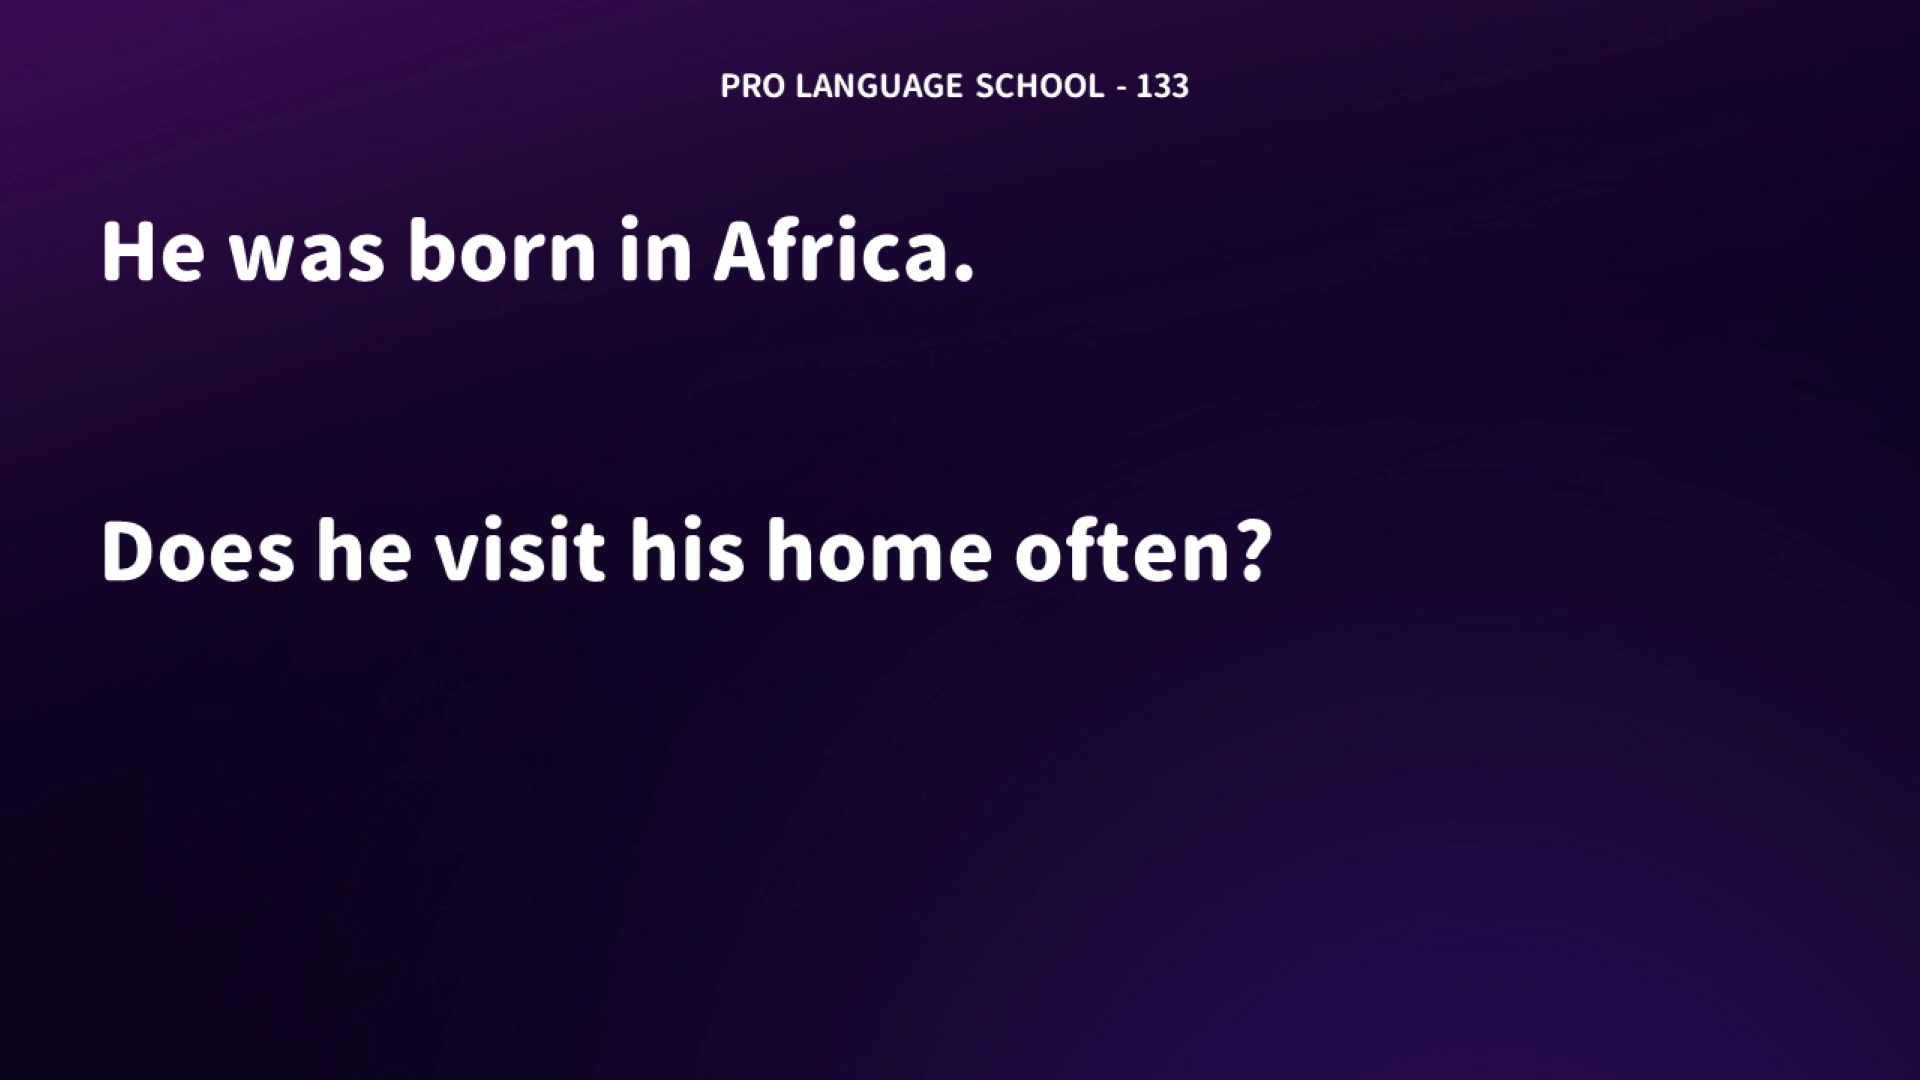 PRO LANGUAGE SCHOOL - 133
He was born in Africa.
Does he visit his home often?